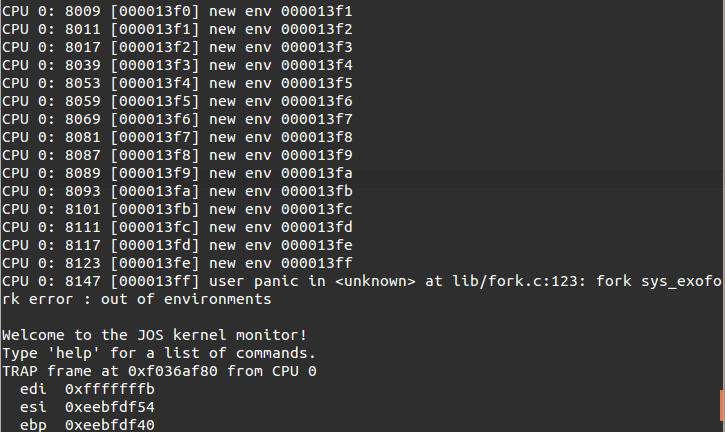 CPU 0: 8009 [000013f0] new env 000013f1
CPU 0: 8011 [000013f1] new env 000013f2
CPU 0: 8017 [000013f2] new env 000013f3
CPU 0: 8039 [000013f3] new env 000013f4
CPU 0: 8053 [000013f4] new env 000013f5
CPU 0: 8059 [000013f5] new env 000013f6
CPU 0: 8069 [000013f6] new env 000013f7
CPU 0: 8081 [000013f7] new env 000013f8
CPU 0: 8087 [000013f8] new env 000013f9
CPU 0: 8089 [000013f9] new env 000013fa
CPU 0: 8093 [000013fa] new env 000013fb
CPU 0: 8101 [000013fb] new env 000013fc
CPU 0: 8111 [000013fc] new env 000013fd
CPU 0: 8117 [000013fd] new env 000013fe
CPU 0: 8123 [000013fe] new env 000013ff
CPU 0: 8147 [000013ff] user panic in <unknown> at lib/fork.c:123: fork sys_exofo
rk error : out of environments
Welcome to the JOS kernel monitor!
Type 'help' for a list of commands.
TRAP frame at 0xf036af80 from CPU 0
edi 0xfffffffb
esi 0xeebfdf54
ebp 0xeebfdf40